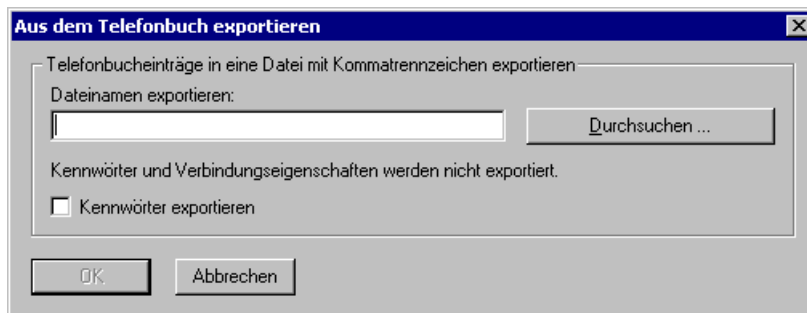 Aus dem Telefonbuch exportieren
Telefonbucheinträge in eine Datei mit Kommatrennzeichen exportieren
Dateinamen exportieren:
Durchsuchen ...
Kennwörter und Verbindungseigenschaften werden nicht exportiert.
Kennwörter exportieren
OK
Abbrechen